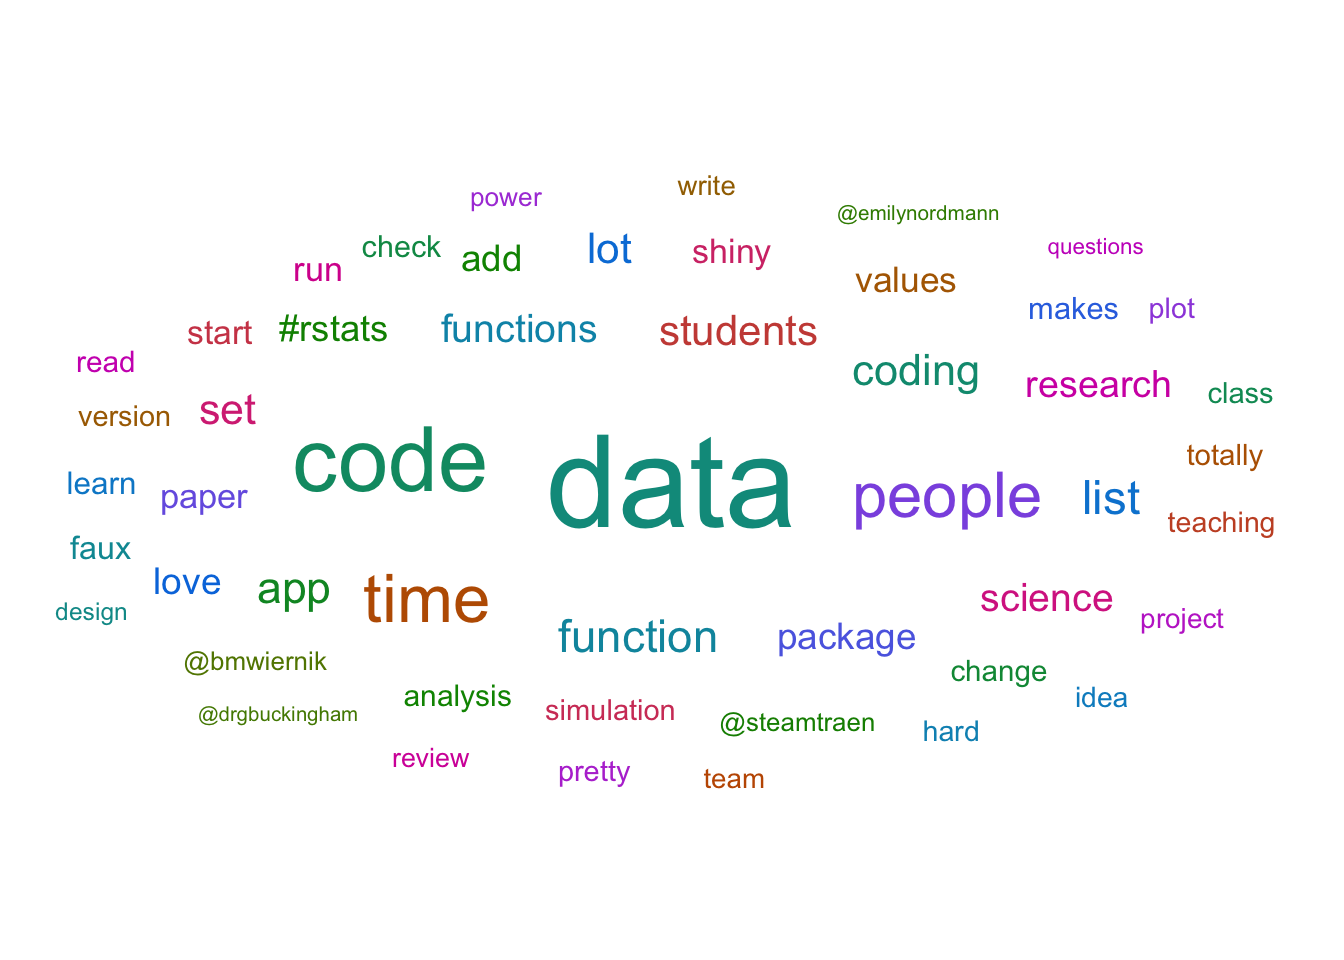 write
power
@emilynordmann
questions
check
add
lot
shiny
run
values
makes
plot
start
#rstats
functions
students
read
coding
research
class
version
set
code
data
people
list
totally
learn
paper
teaching
faux
love
app
time
science
design
function
package
project
@bmwiernik
change
analysis
idea
@drgbuckingham
simulation
@steamtraen
hard
review
pretty
team